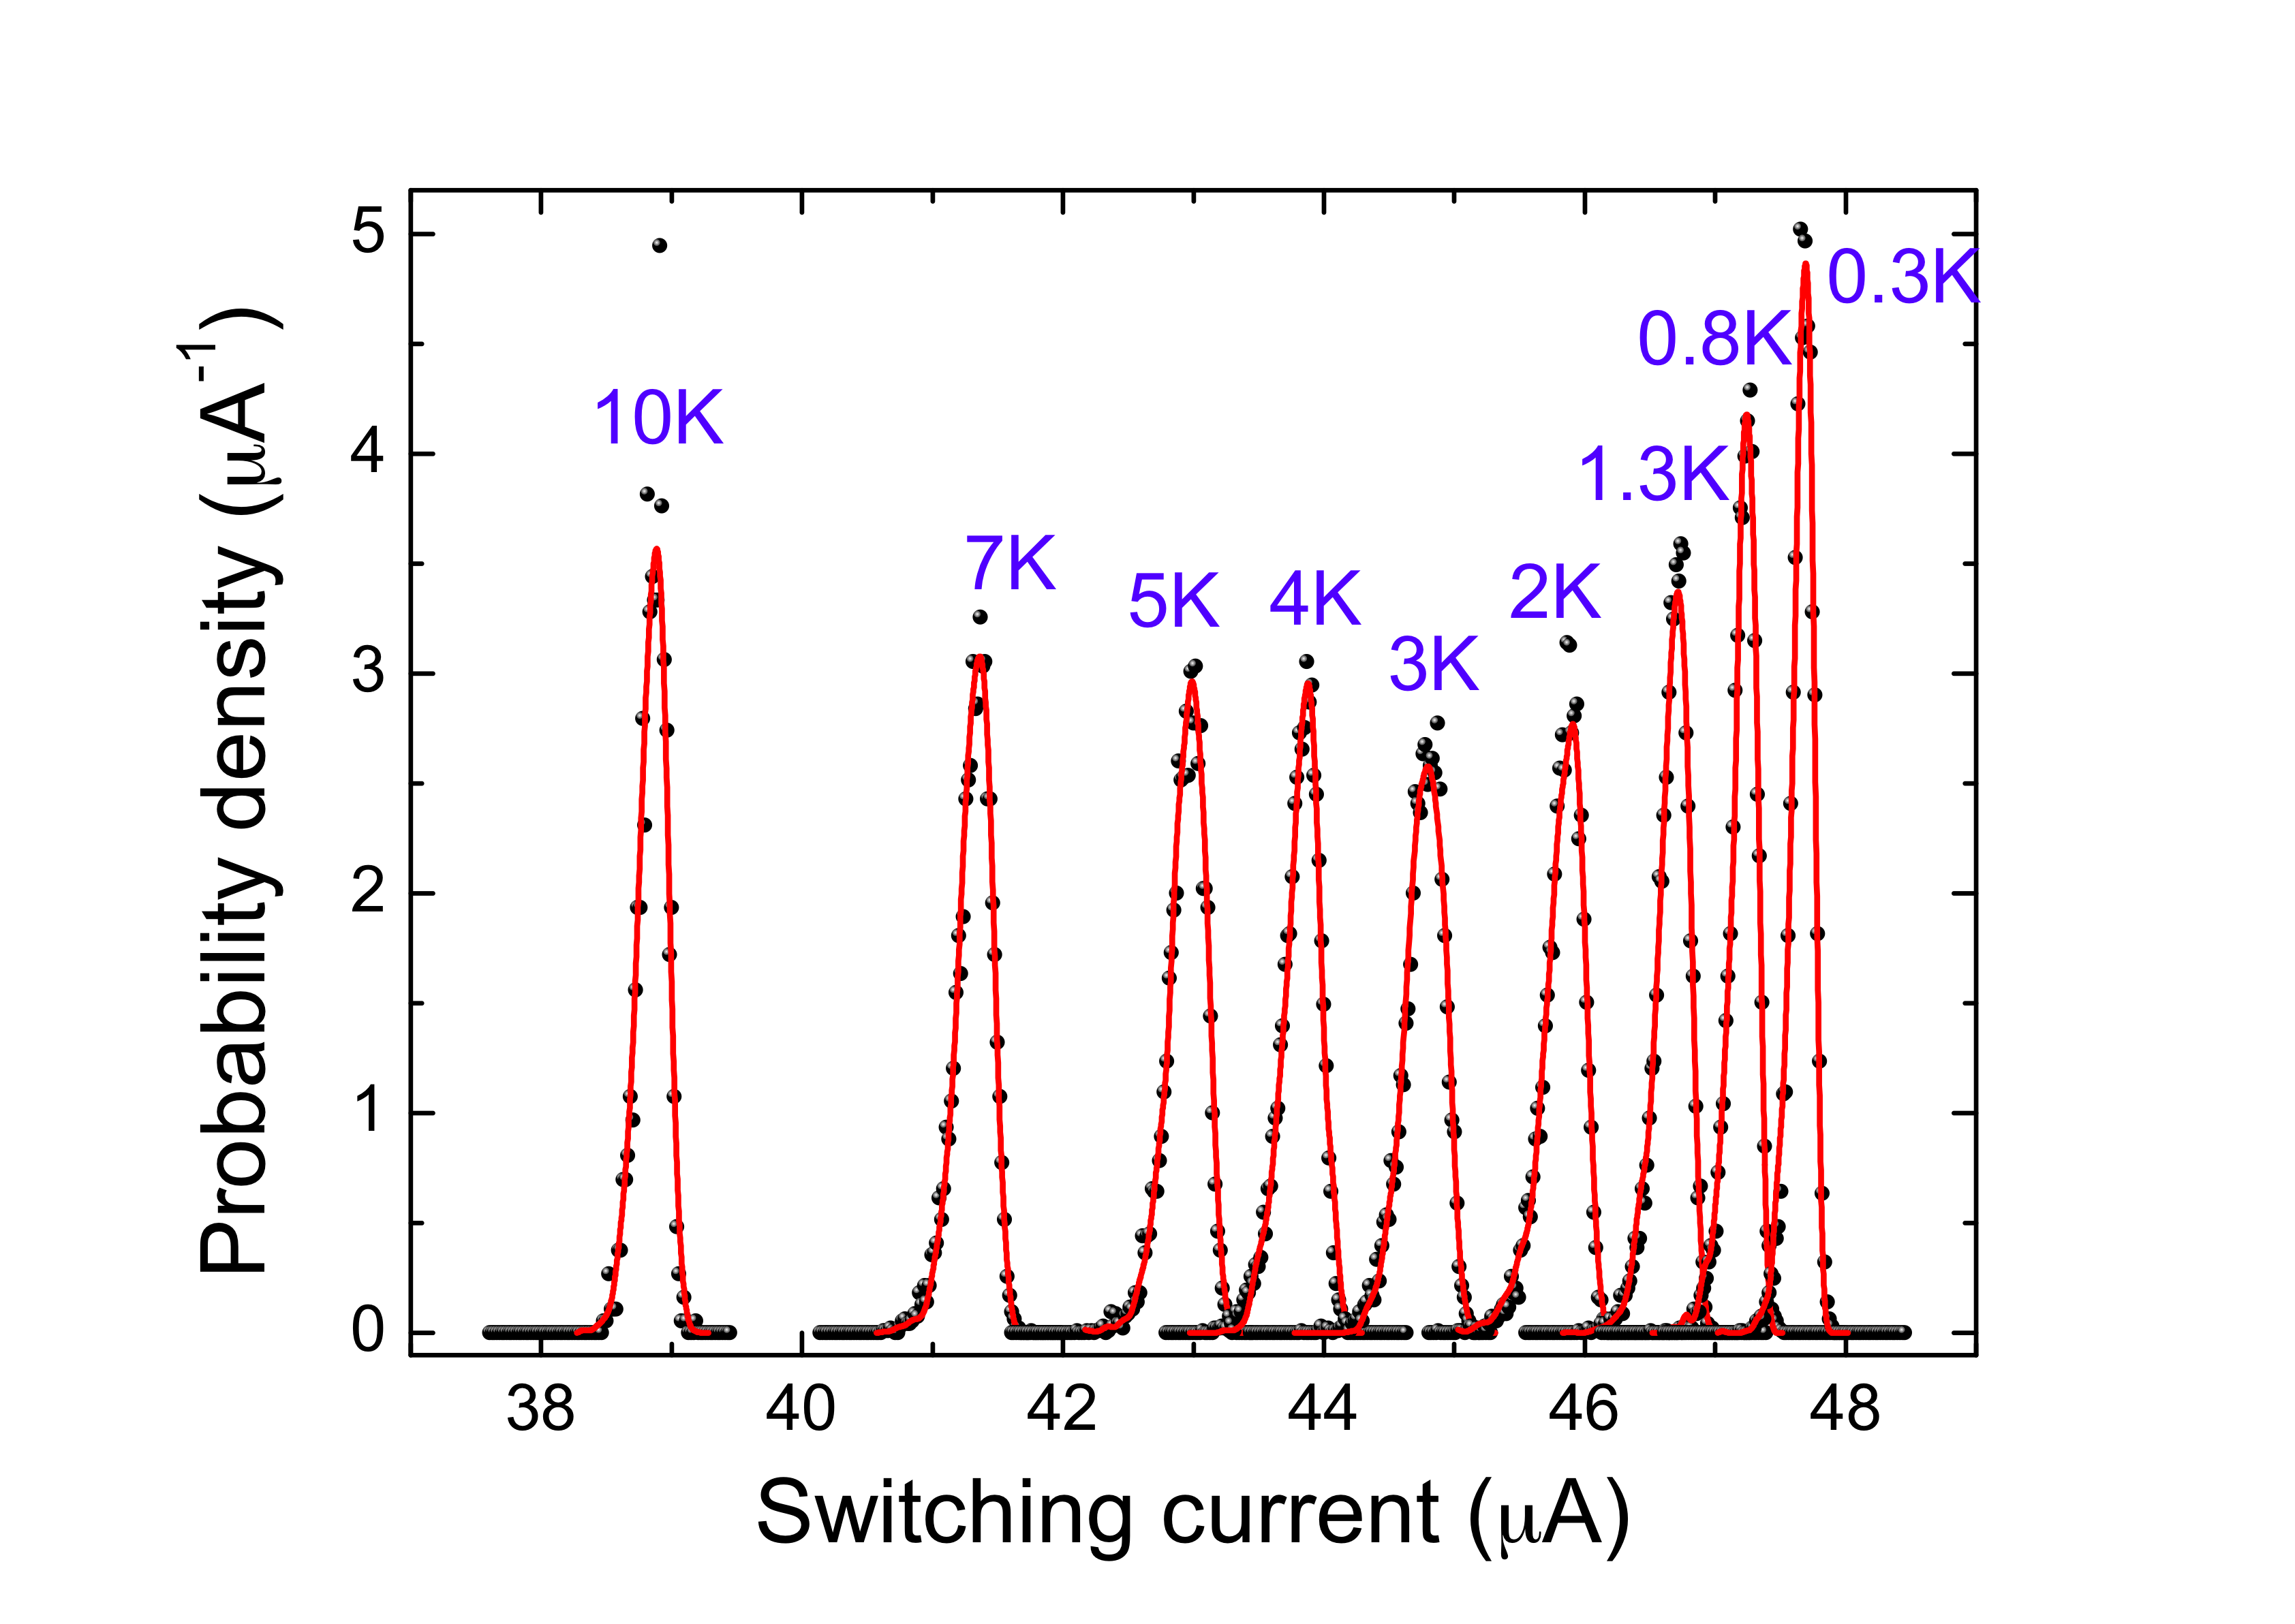 Probability density (μA⁻¹)
5
4
3
2
1
0
10K
7K
5K
4K
3K
2K
1.3K
0.8K
0.3K
38 40 42 44 46 48
Switching current (μA)